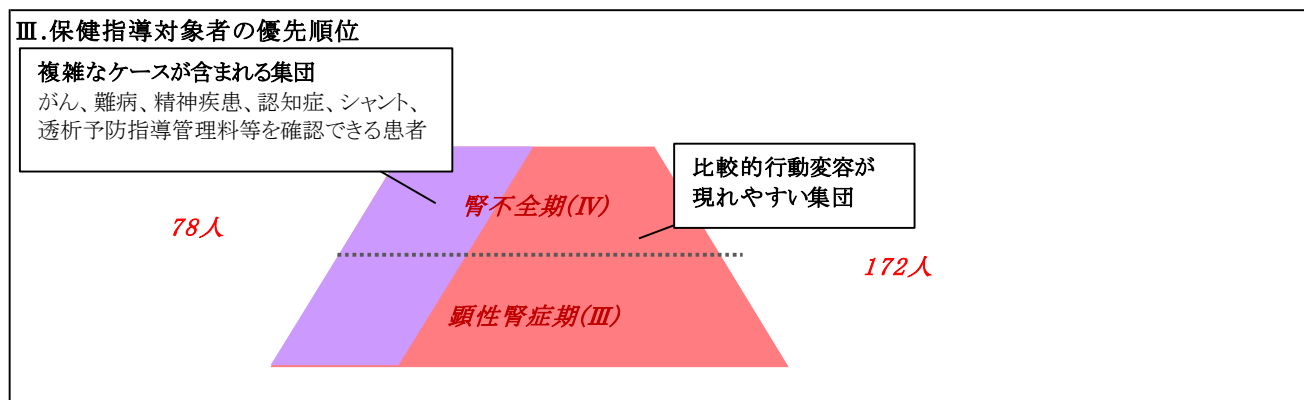 Ⅲ.保健指導対象者の優先順位
複雑なケースが含まれる集団
がん、難病、精神疾患、認知症、シャント、
透析予防指導管理料等を確認できる患者
比較的行動変容が
現れやすい集団
腎不全期(Ⅳ)
78人
172人
顕性腎症期(Ⅲ)